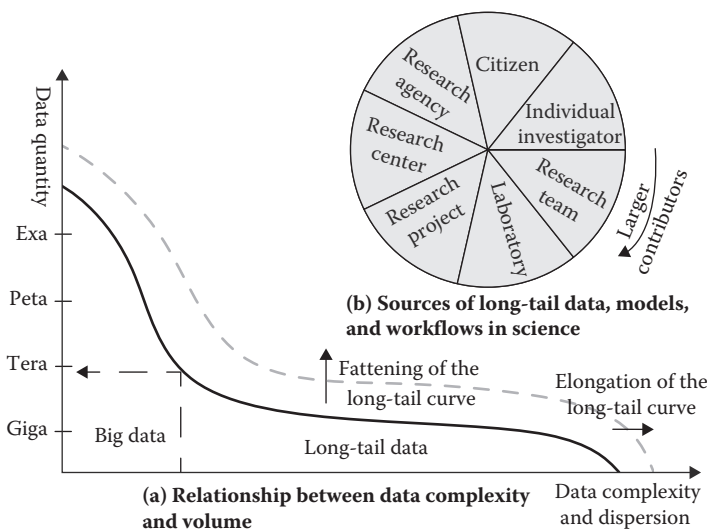 Data quantity
Exa
Peta
Tera
Giga
Big data
Long-tail data
Fattening of the
long-tail curve
Elongation of the
long-tail curve
Data complexity
and dispersion
(a) Relationship between data complexity
and volume
Citizen
Individual
investigator
Research
team
Laboratory
Research
project
Research
center
Research
agency
Larger
contributors
(b) Sources of long-tail data, models,
and workflows in science